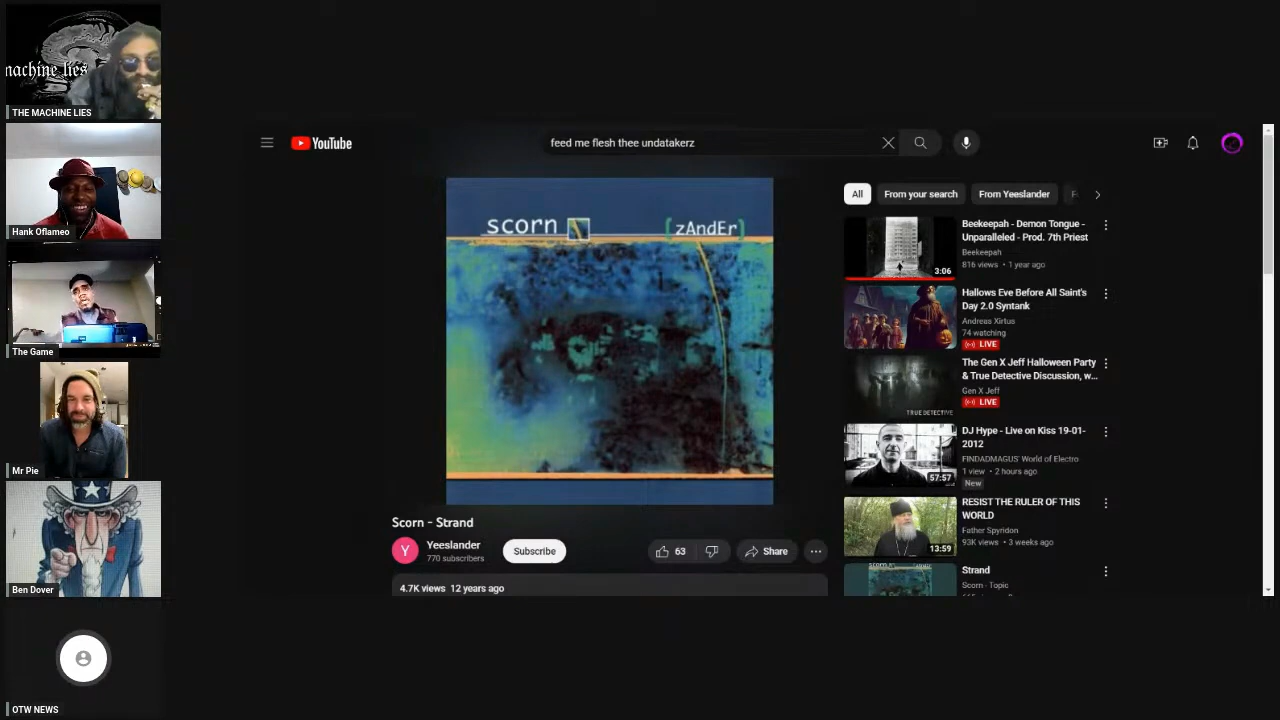 machine lies
THE MACHINE LIES
Hank Oflameo
The Game
Mr Pie
Ben Dover
OTW NEWS
YouTube
feed me flesh thee undatakerz
scorn
[zAndEr]
Scorn - Strand
Y
Yeeslander
770 subscribers
Subscribe
63
Share
4.7K views 12 years ago
All
From your search
From Yeeslander
3:06
Beekeepah - Demon Tongue -
Unparalleled - Prod. 7th Priest
Beekeepah
816 views • 1 year ago
Hallows Eve Before All Saint's
Day 2.0 Syntank
Andreas Xirtus
74 watching
LIVE
TRUE DETECTIVE
The Gen X Jeff Halloween Party
& True Detective Discussion, w...
Gen X Jeff
LIVE
57:57
DJ Hype - Live on Kiss 19-01-
2012
FINDADMAGUS' World of Electro
1 view • 2 hours ago
New
13:59
RESIST THE RULER OF THIS
WORLD
Father Spyridon
93K views • 3 weeks ago
scorn
Strand
Scorn - Topic